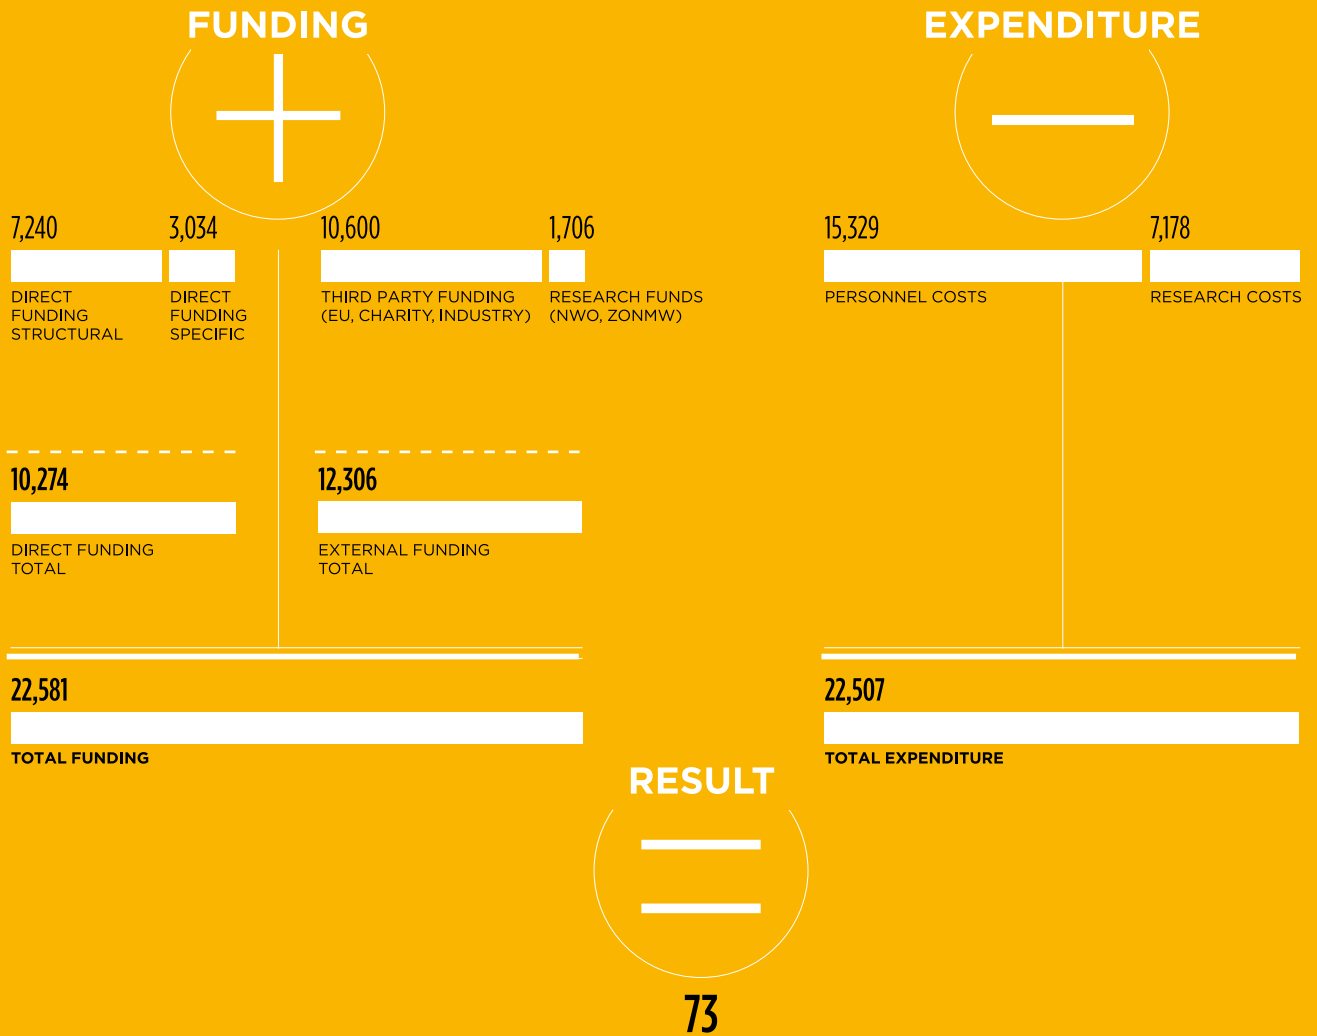 FUNDING
7,240
DIRECT
FUNDING
STRUCTURAL
3,034
DIRECT
FUNDING
SPECIFIC
10,600
THIRD PARTY FUNDING
(EU, CHARITY, INDUSTRY)
1,706
RESEARCH FUNDS
(NWO, ZONMW)
10,274
DIRECT FUNDING
TOTAL
12,306
EXTERNAL FUNDING
TOTAL
22,581
TOTAL FUNDING
EXPENDITURE
15,329
PERSONNEL COSTS
7,178
RESEARCH COSTS
22,507
TOTAL EXPENDITURE
RESULT
73